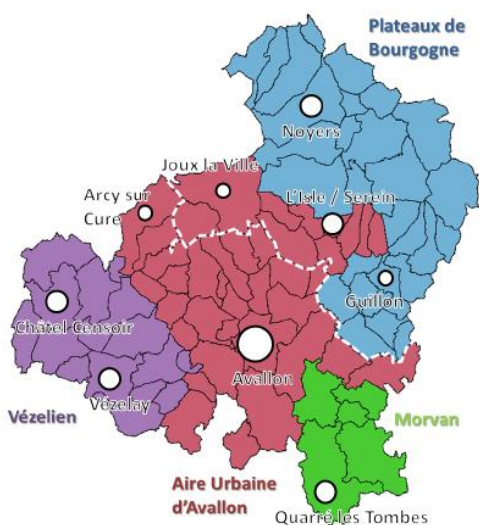 Plateaux de
Bourgogne
Noyers
Joux la Ville
Arcy sur
Cure
L'Isle / Serein
Guillon
Châtel Censoir
Avallon
Vézelay
Vézelien
Morvan
Aire Urbaine
d'Avallon
Quarré les Tombes